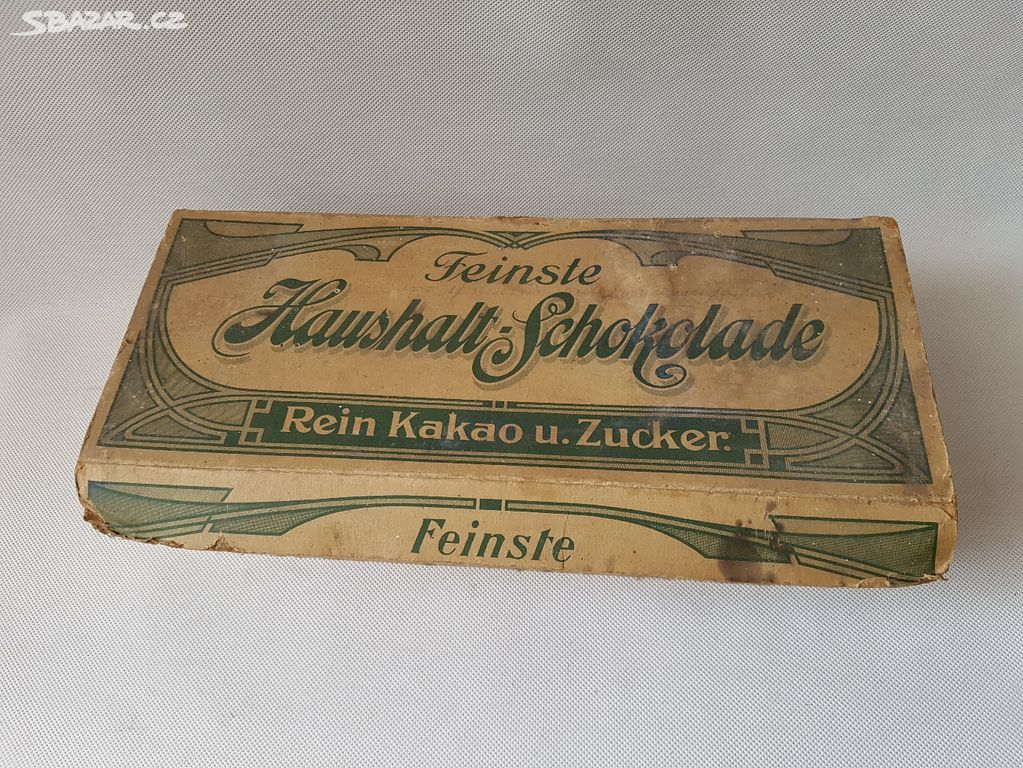 SBAZAR.CZ
Feinste
Haushalt-Schokolade
Rein Kakao u. Zucker.
Feinste